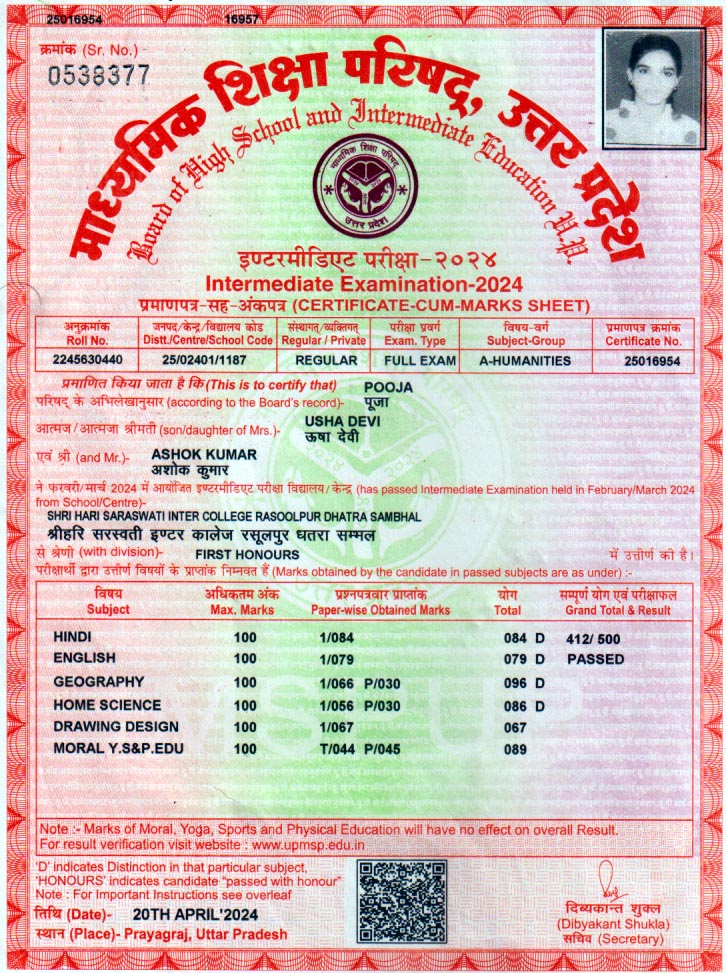 25016954 16957
क्रमांक (Sr. No.) -
0538377
माध्यमिक शिक्षा परिषद्, उत्तर प्रदेश
Board of High School and Intermediate Education U.P.
माध्यमिक शिक्षा परिषद्
उत्तर प्रदेश
इण्टरमीडिएट परीक्षा-२०२४
Intermediate Examination-2024
प्रमाणपत्र-सह-अंकपत्र (CERTIFICATE-CUM-MARKS SHEET)
अनुक्रमांक जनपद/केन्द्र/विद्यालय कोड संस्थागत्/व्यक्तिगत् परीक्षा प्रवर्ग विषय-वर्ग प्रमाणपत्र क्रमांक
Roll No. Distt./Centre/School Code Regular / Private Exam. Type Subject-Group Certificate No.
2245630440 25/02401/1187 REGULAR FULL EXAM A-HUMANITIES 25016954
प्रमाणित किया जाता है कि (This is to certify that) POOJA
परिषद् के अभिलेखानुसार (according to the Board's record)- पूजा
USHA DEVI
आत्मज/आत्मजा श्रीमती (son/daughter of Mrs.)- ऊषा देवी
एवं श्री (and Mr.)- ASHOK KUMAR
अशोक कुमार
ने फरवरी/मार्च 2024 में आयोजित इण्टरमीडिएट परीक्षा विद्यालय/केन्द्र (has passed Intermediate Examination held in February/March 2024
from School/Centre)-
SHRI HARI SARASWATI INTER COLLEGE RASOOLPUR DHATRA SAMBHAL
श्रीहरि सरस्वती इण्टर कालेज रसूलपुर धतरा सम्मल
से श्रेणी (with division)- FIRST HONOURS में उत्तीर्ण की है।
परीक्षार्थी द्वारा उत्तीर्ण विषयों के प्राप्तांक निम्नवत हैं (Marks obtained by the candidate in passed subjects are as under) :-
विषय अधिकतम अंक प्रश्नपत्रवार प्राप्तांक योग सम्पूर्ण योग एवं परीक्षाफल
Subject Max. Marks Paper-wise Obtained Marks Total Grand Total & Result
HINDI 100 1/084 084 D 412/ 500
ENGLISH 100 1/079 079 D PASSED
GEOGRAPHY 100 1/066 P/030 096 D
HOME SCIENCE 100 1/056 P/030 086 D
DRAWING DESIGN 100 1/067 067
MORAL Y.S&P.EDU 100 T/044 P/045 089
Note :- Marks of Moral, Yoga, Sports and Physical Education will have no effect on overall Result.
For result verification visit website : www.upmsp.edu.in
'D' indicates Distinction in that particular subject,
'HONOURS' indicates candidate "passed with honour"
Note : For Important Instructions see overleaf
तिथि (Date)- 20TH APRIL'2024
स्थान (Place)- Prayagraj, Uttar Pradesh
दिव्यकान्त शुक्ल
(Dibyakant Shukla)
सचिव (Secretary)